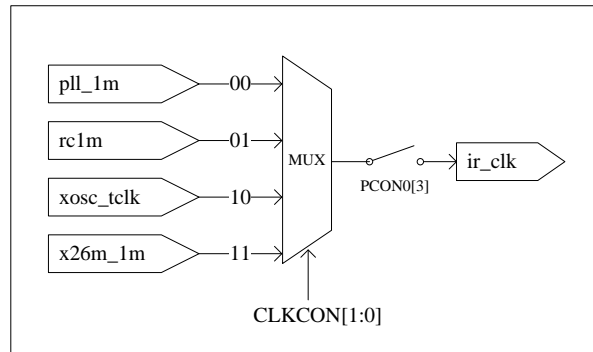 pll_1m 00
rc1m 01
MUX
ir_clk
PCON0[3]
xosc_tclk 10
x26m_1m 11
CLKCON[1:0]